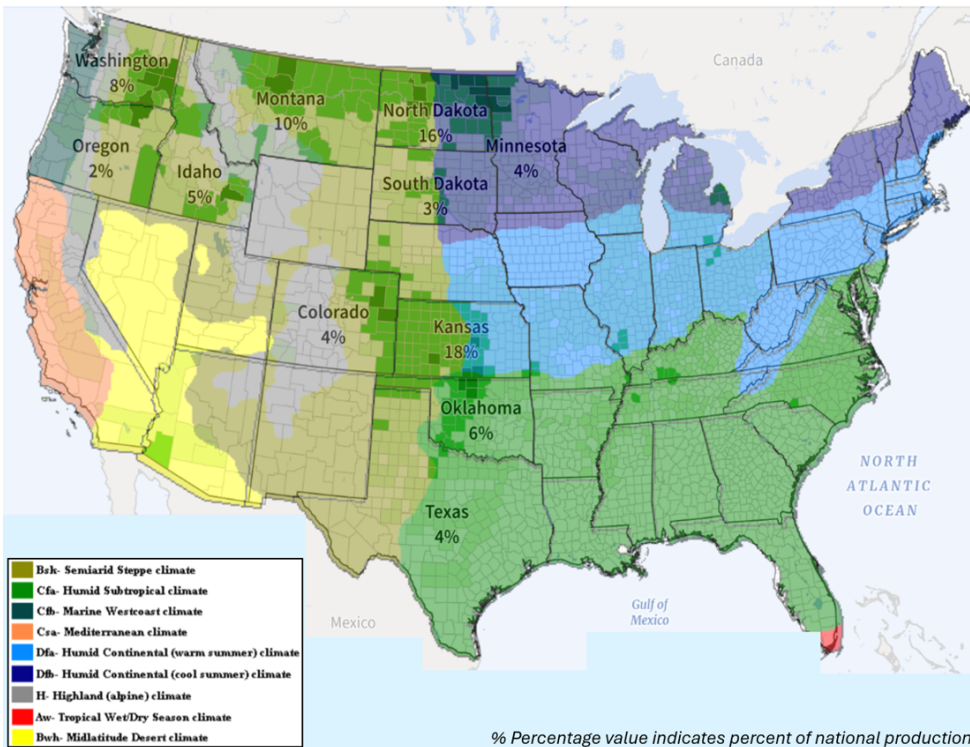 Canada
Washington
8%
Montana
10%
North Dakota
16%
Minnesota
4%
Oregon
2%
Idaho
5%
South Dakota
3%
Colorado
4%
Kansas
18%
Oklahoma
6%
Texas
4%
NORTH
ATLANTIC
OCEAN
Gulf of
Mexico
Mexico
Bsk- Semiarid Steppe climate
Cfa- Humid Subtropical climate
Cfb- Marine Westcoast climate
Csa- Mediterranean climate
Dfa- Humid Continental (warm summer) climate
Dfb- Humid Continental (cool summer) climate
H- Highland (alpine) climate
Aw- Tropical Wet/Dry Season climate
Bwh- Midlatitude Desert climate
% Percentage value indicates percent of national production